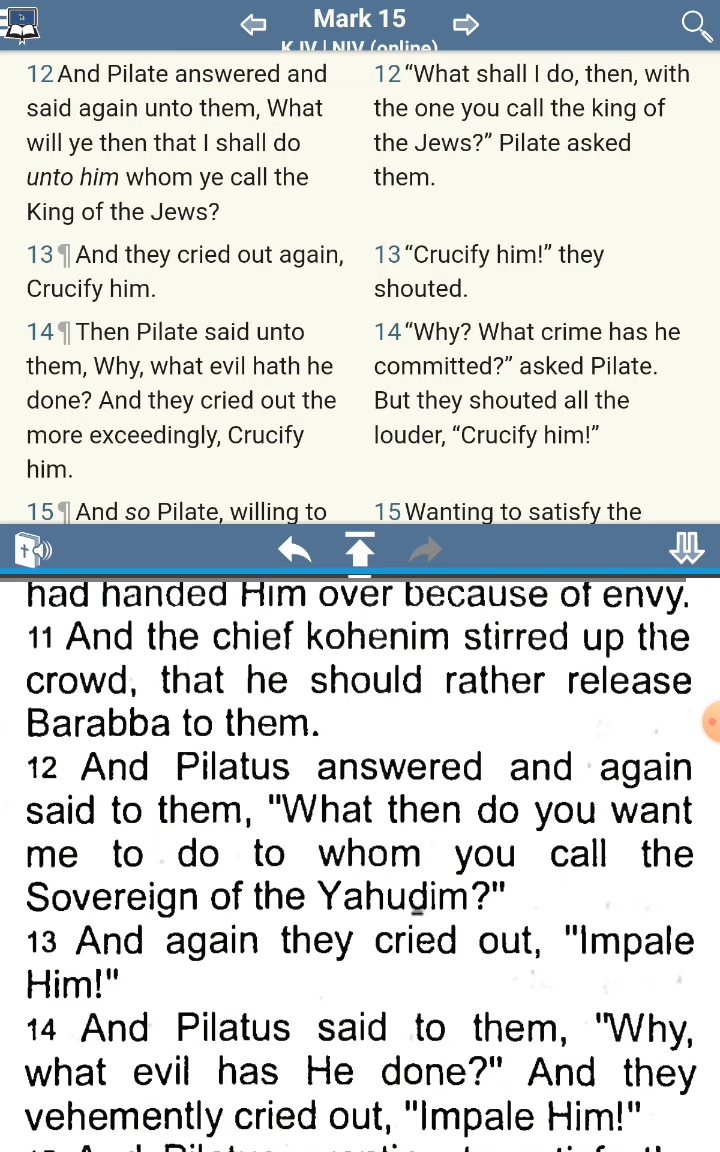 Mark 15
KJV | NIV (online)
12 And Pilate answered and
said again unto them, What
will ye then that I shall do
unto him whom ye call the
King of the Jews?
13 ¶ And they cried out again,
Crucify him.
14 ¶ Then Pilate said unto
them, Why, what evil hath he
done? And they cried out the
more exceedingly, Crucify
him.
15 ¶ And so Pilate, willing to
12 “What shall I do, then, with
the one you call the king of
the Jews?” Pilate asked
them.
13 “Crucify him!” they
shouted.
14 “Why? What crime has he
committed?” asked Pilate.
But they shouted all the
louder, “Crucify him!”
15 Wanting to satisfy the
had handed Him over because of envy.
11 And the chief kohenim stirred up the
crowd, that he should rather release
Barabba to them.
12 And Pilatus answered and again
said to them, "What then do you want
me to do to whom you call the
Sovereign of the Yahudim?"
13 And again they cried out, "Impale
Him!"
14 And Pilatus said to them, "Why,
what evil has He done?" And they
vehemently cried out, "Impale Him!"